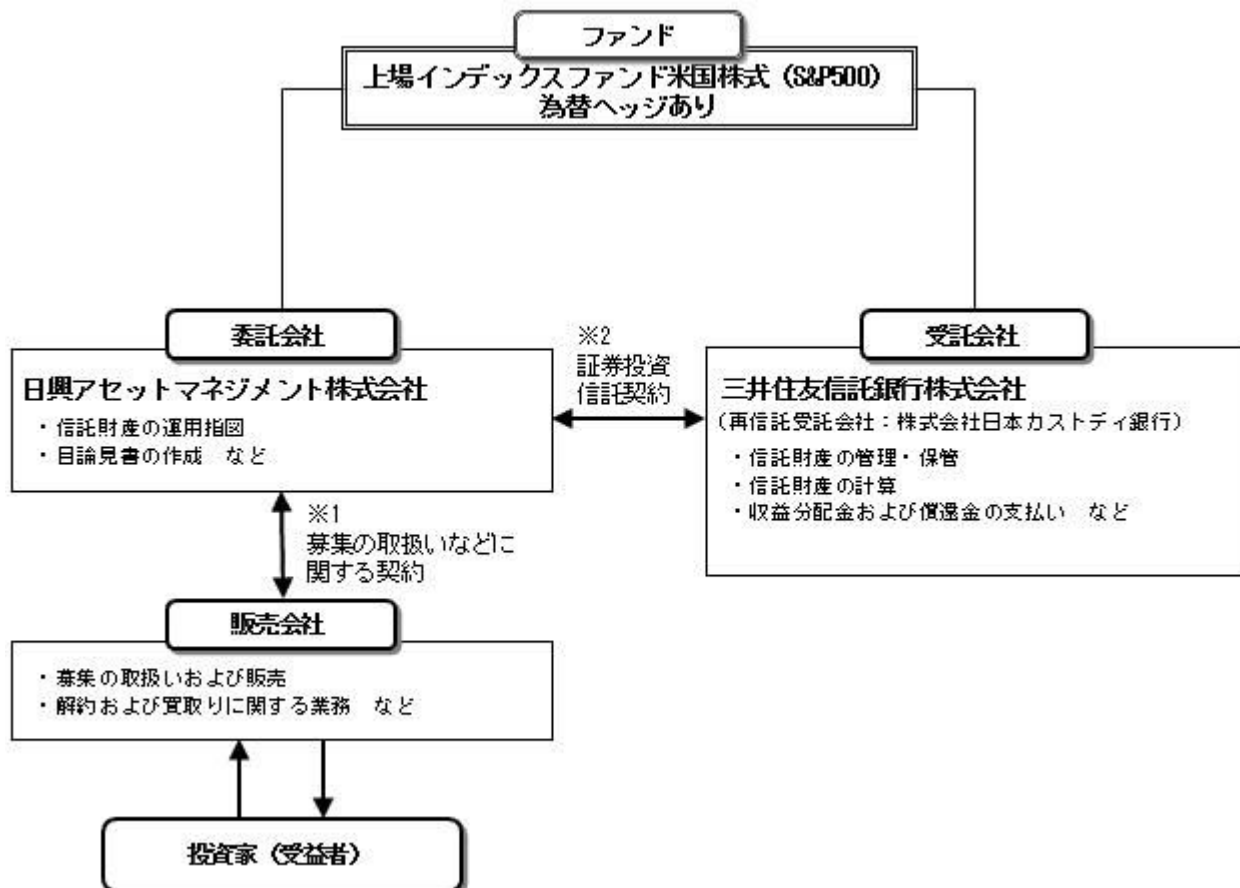 ファンド
上場インデックスファンド米国株式（S&P500）
為替ヘッジあり
委託会社
日興アセットマネジメント株式会社
・信託財産の運用指図
・目論見書の作成　など
※2
証券投資
信託契約
受託会社
三井住友信託銀行株式会社
（再信託受託会社：株式会社日本カストディ銀行）
・信託財産の管理・保管
・信託財産の計算
・収益分配金および償還金の支払い　など
※1
募集の取扱いなどに
関する契約
販売会社
・募集の取扱いおよび販売
・解約および買取りに関する業務　など
投資家（受益者）